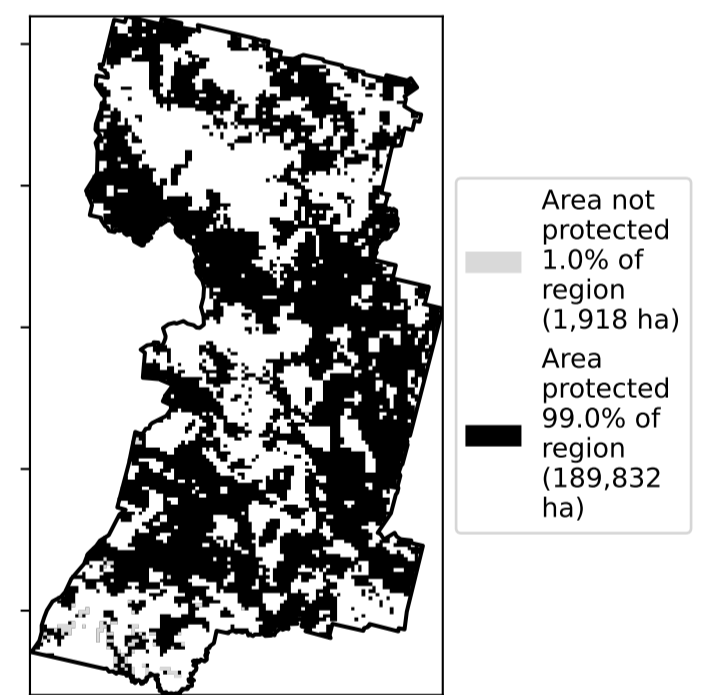 Area not
protected
1.0% of
region
(1,918 ha)
Area
protected
99.0% of
region
(189,832
ha)